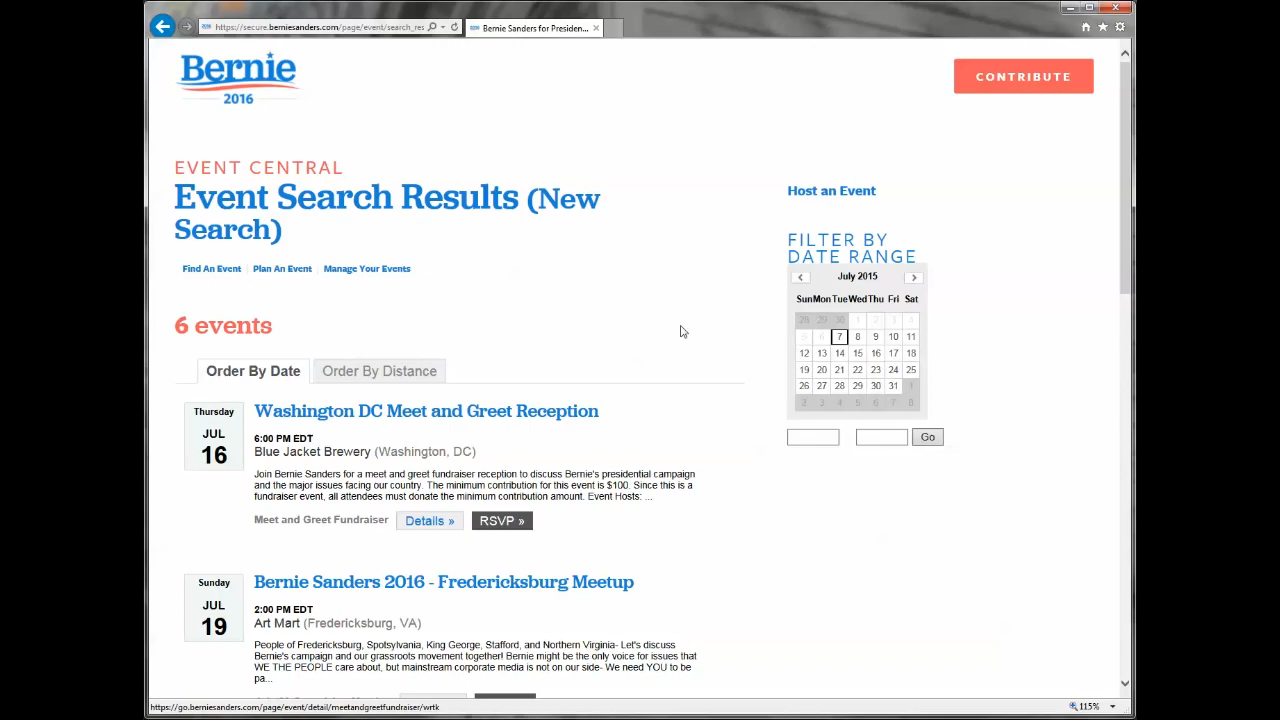 https://secure.berniesanders.com/page/event/search_res
Bernie Sanders for Presiden...
Bernie
2016
CONTRIBUTE
EVENT CENTRAL
Event Search Results (New
Search)
Find An Event | Plan An Event | Manage Your Events
6 events
Order By Date Order By Distance
Thursday
JUL
16
Washington DC Meet and Greet Reception
6:00 PM EDT
Blue Jacket Brewery (Washington, DC)
Join Bernie Sanders for a meet and greet fundraiser reception to discuss Bernie's presidential campaign
and the major issues facing our country. The minimum contribution for this event is $100. Since this is a
fundraiser event, all attendees must donate the minimum contribution amount. Event Hosts: ...
Meet and Greet Fundraiser Details » RSVP »
Sunday
JUL
19
Bernie Sanders 2016 - Fredericksburg Meetup
2:00 PM EDT
Art Mart (Fredericksburg, VA)
People of Fredericksburg, Spotsylvania, King George, Stafford, and Northern Virginia- Let's discuss
Bernie's campaign and our grassroots movement together! Bernie might be the only voice for issues that
WE THE PEOPLE care about, but mainstream corporate media is not on our side- We need YOU to be
pa...
Host an Event
FILTER BY
DATE RANGE
July 2015
Sun Mon Tue Wed Thu Fri Sat
28 29 30 1 2 3 4
5 6 7 8 9 10 11
12 13 14 15 16 17 18
19 20 21 22 23 24 25
26 27 28 29 30 31 1
2 3 4 5 6 7 8
Go
https://go.berniesanders.com/page/event/detail/meetandgreetfundraiser/wrtk
115%